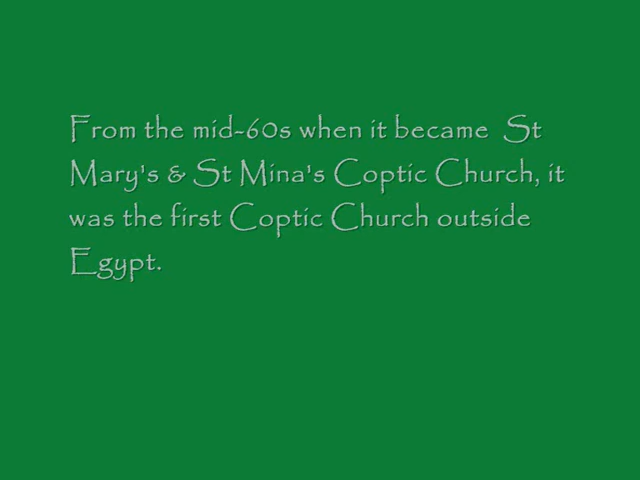 From the mid-60s when it became  St
Mary's & St Mina's Coptic Church, it
was the first Coptic Church outside
Egypt.